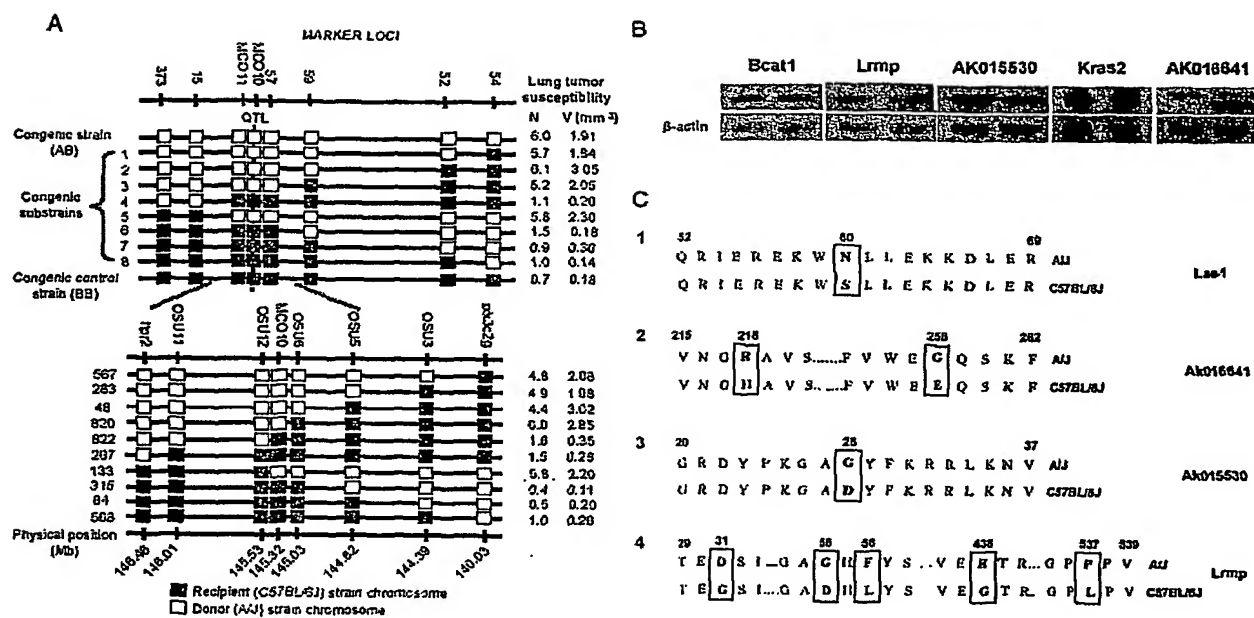 A
MARKER LOCI
373 15 MCO11 MCO10 57 59 52 54
Lung tumor
susceptibility
QTL
N V (mm³)
Congenic strain
(AB) 6.0 1.91
1 5.7 1.84
2 6.1 3.05
3 5.2 2.05
Congenic
substrains
4 1.1 0.20
5 5.8 2.30
6 1.5 0.18
7 0.9 0.30
8 1.0 0.14
Congenic control
strain (BB) 0.7 0.18
OSU11 OSU12 MCO10 OSU6 OSU5 OSU3
567 4.8 2.08
283 4.9 1.98
48 4.4 3.02
820 2.85
822 1.8 0.35
287 1.5 0.25
133 5.8 2.20
315 0.4 0.11
84 0.5 0.20
568 1.0 0.28
Physical position
(Mb)
146.46 146.01 145.53 145.32 145.03 144.82 144.39 140.03
Recipient (C57BL/6J) strain chromosome
Donor (A/J) strain chromosome
B
Bcat1 Lrmp AK015530 Kras2 AK016641
β-actin
C
1
52 60 69
Q R I E R E K W N L L E K K D L E R A/J
Q R I E R E K W S L L E K K D L E R C57BL/6J
Las1
2
215 218 258 262
V N G R A V S......F V W E G Q S K F A/J
V N G H A V S......F V W E E Q S K F C57BL/6J
Ak016641
3
20 28 37
G R D Y P K G A G Y F K R R L K N V A/J
G R D Y P K G A D Y F K R R L K N V C57BL/6J
Ak015530
4
29 31 56 58 438 537 539
T E D S I...G A G H F Y S ..V E R T R...G P P P V A/J
T E G S I....G A D H L Y S V E G T R... G P L P V C57BL/6J
Lrmp